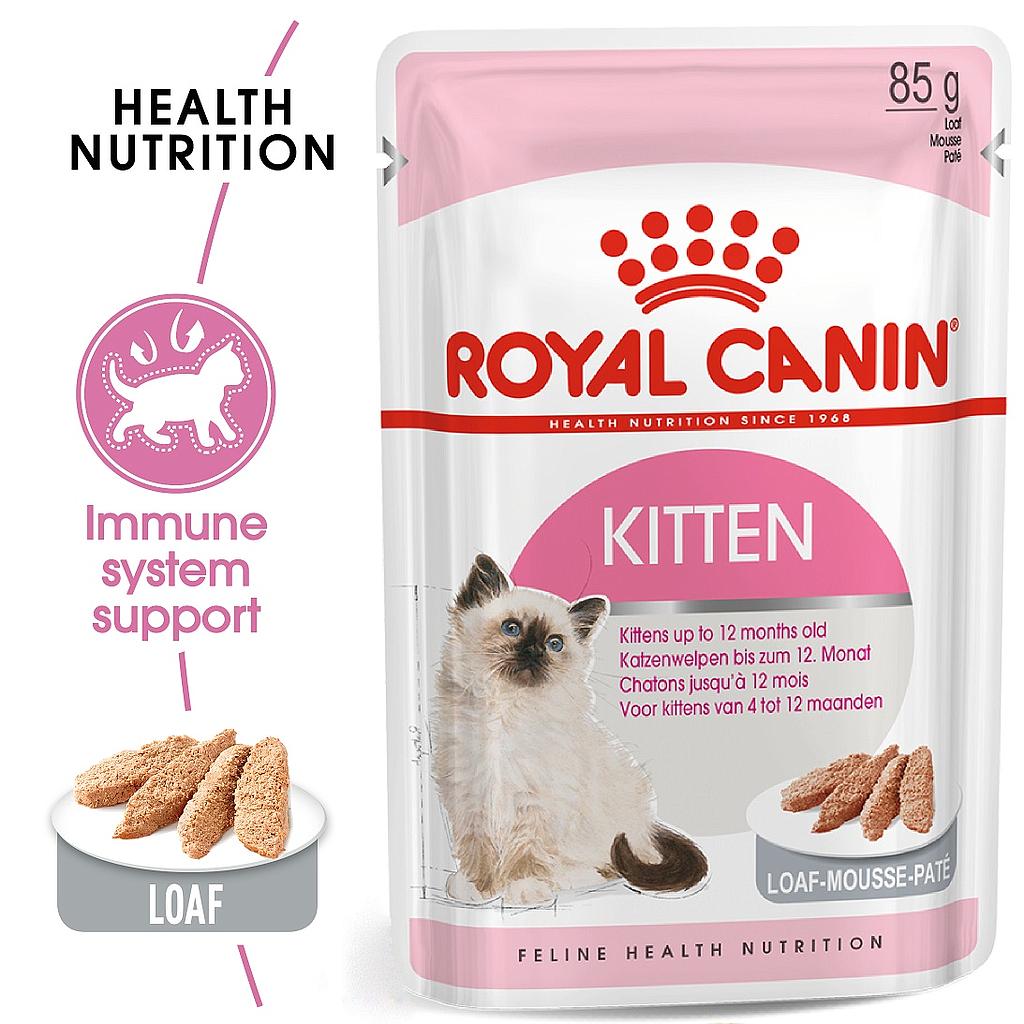 HEALTH
NUTRITION
Immune
system
support
LOAF
85 g
Loaf
Mousse
Paté
ROYAL CANIN®
HEALTH NUTRITION SINCE 1968
KITTEN
Kittens up to 12 months old
Katzenwelpen bis zum 12. Monat
Chatons jusqu'à 12 mois
Voor kittens van 4 tot 12 maanden
LOAF-MOUSSE-PATÉ
FELINE HEALTH NUTRITION